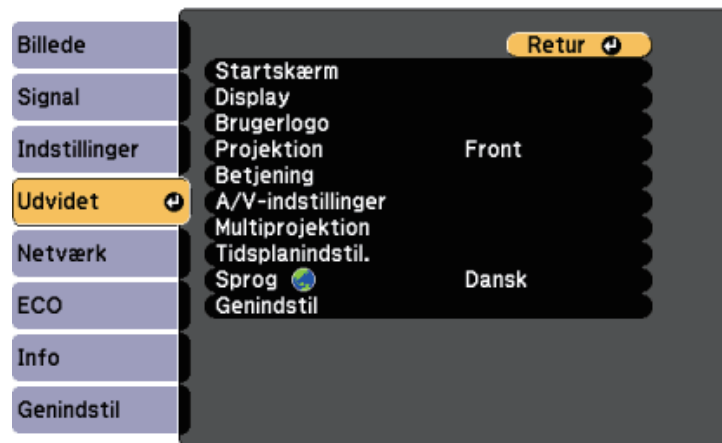 Billede
Signal
Indstillinger
Udvidet
Netværk
ECO
Info
Genindstil
Retur
Startskærm
Display
Brugerlogo
Projektion Front
Betjening
A/V-indstillinger
Multiprojektion
Tidsplanindstil.
Sprog Dansk
Genindstil